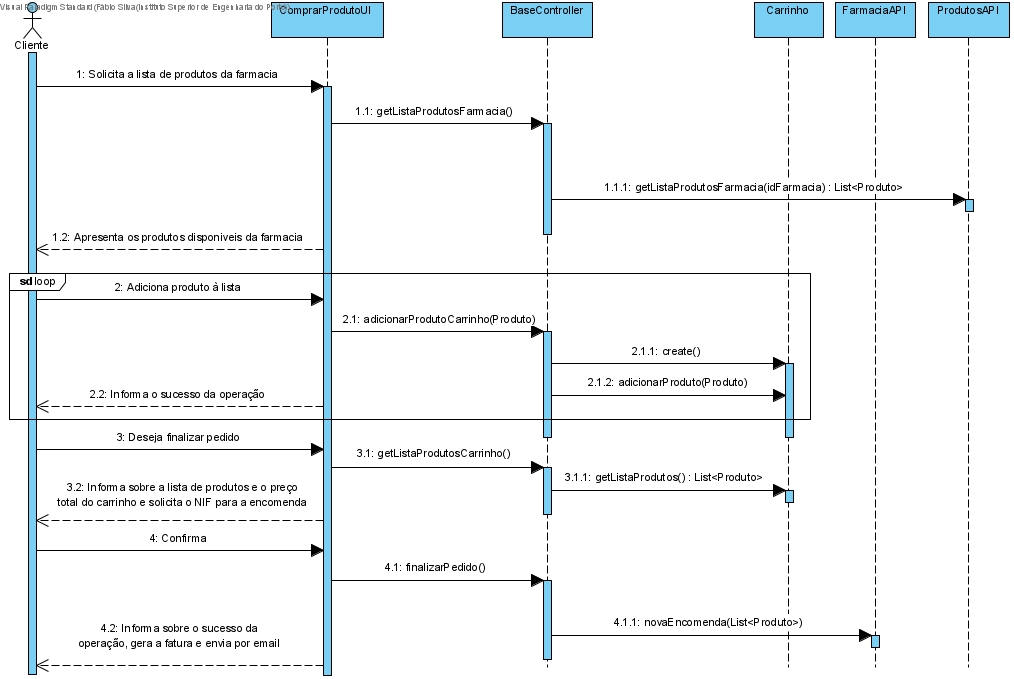 Visual Paradigm Standard(Fábio Silva(Instituto Superior de Engenharia do Porto))
ComprarProdutoUI
BaseController
Carrinho
FarmaciaAPI
ProdutosAPI
Cliente
1: Solicita a lista de produtos da farmacia
1.1: getListaProdutosFarmacia()
1.1.1: getListaProdutosFarmacia(idFarmacia) : List<Produto>
1.2: Apresenta os produtos disponiveis da farmacia
sd loop
2: Adiciona produto à lista
2.1: adicionarProdutoCarrinho(Produto)
2.1.1: create()
2.1.2: adicionarProduto(Produto)
2.2: Informa o sucesso da operação
3: Deseja finalizar pedido
3.1: getListaProdutosCarrinho()
3.1.1: getListaProdutos() : List<Produto>
3.2: Informa sobre a lista de produtos e o preço
total do carrinho e solicita o NIF para a encomenda
4: Confirma
4.1: finalizarPedido()
4.1.1: novaEncomenda(List<Produto>)
4.2: Informa sobre o sucesso da
operação, gera a fatura e envia por email